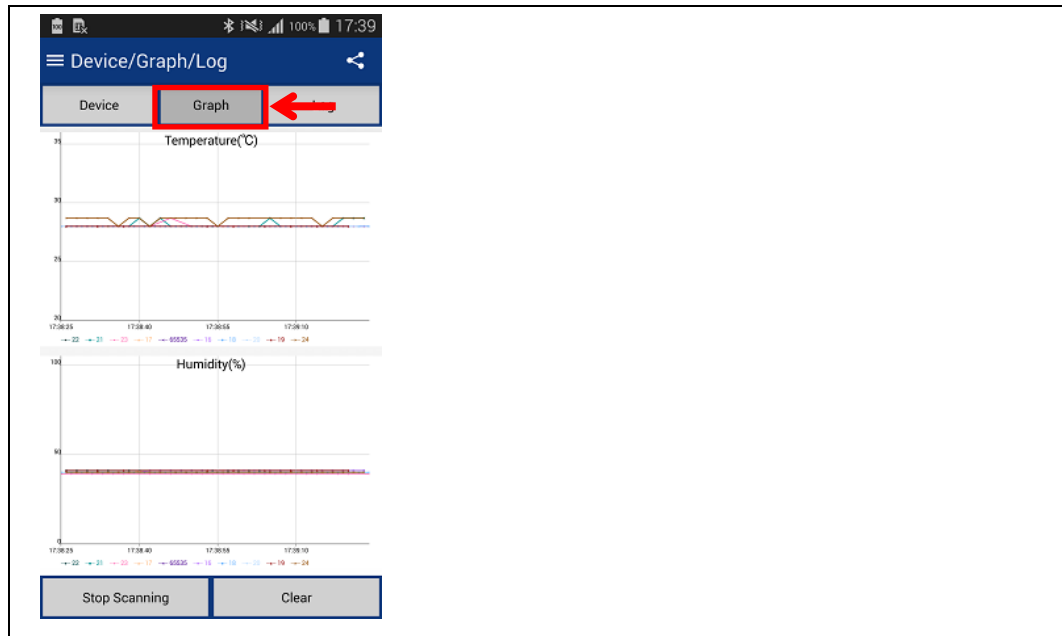 100% 17:39
Device/Graph/Log
Device Graph
Temperature(℃)
35
30
25
20
17:38:25 17:38:40 17:38:55 17:39:10
22 21 23 17 65535 15 18 19 24
Humidity(%)
100
50
0
17:38:25 17:38:40 17:38:55 17:39:10
22 21 23 17 65535 15 18 19 24
Stop Scanning Clear